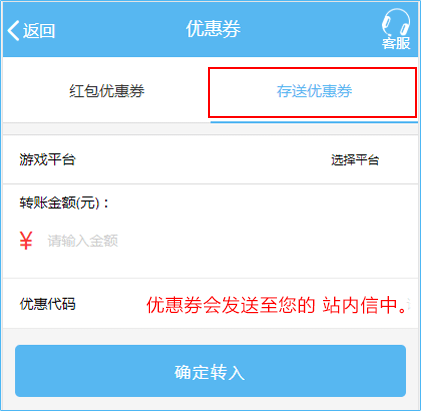 返回 优惠券 客服
红包优惠券 存送优惠券
游戏平台 选择平台
转账金额(元)：
¥ 请输入金额
优惠代码 优惠券会发送至您的 站内信中。
确定转入